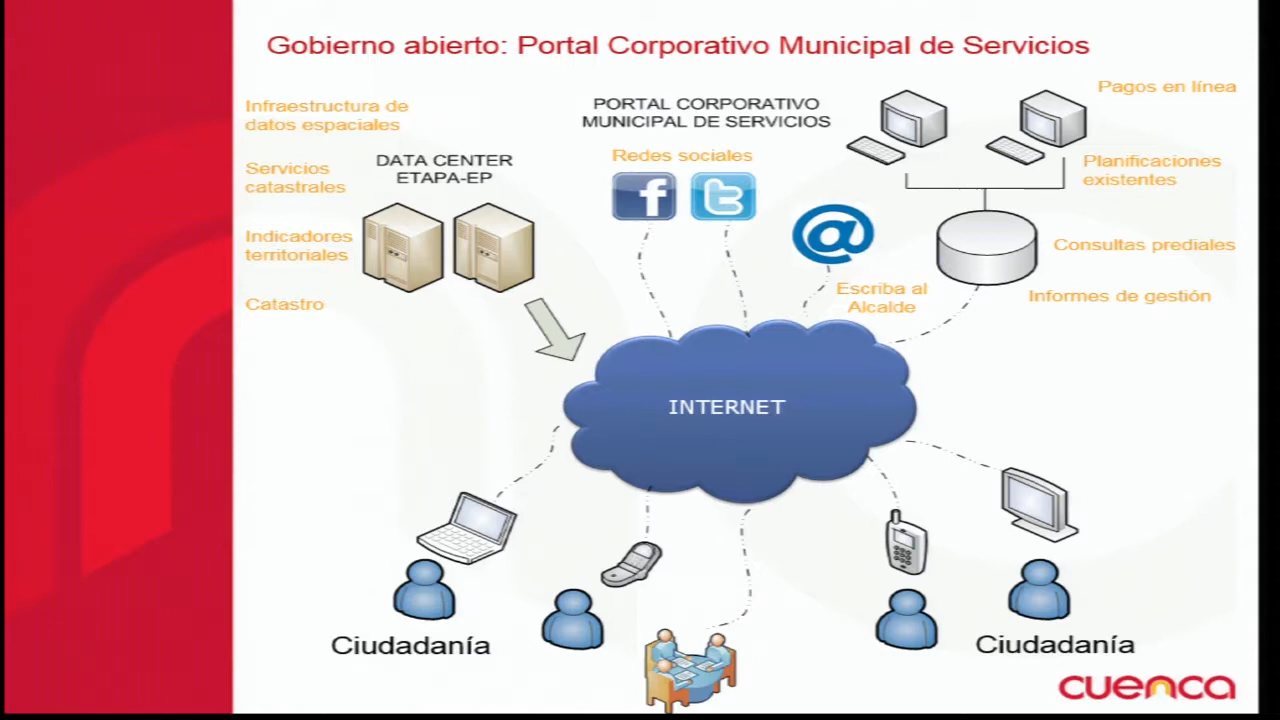 Gobierno abierto: Portal Corporativo Municipal de Servicios
Infraestructura de
datos espaciales
Servicios
catastrales
Indicadores
territoriales
Catastro
DATA CENTER
ETAPA-EP
PORTAL CORPORATIVO
MUNICIPAL DE SERVICIOS
Redes sociales
f
t
@
Escriba al
Alcalde
Pagos en línea
Planificaciones
existentes
Consultas prediales
Informes de gestión
INTERNET
Ciudadanía
Ciudadanía
cuenca